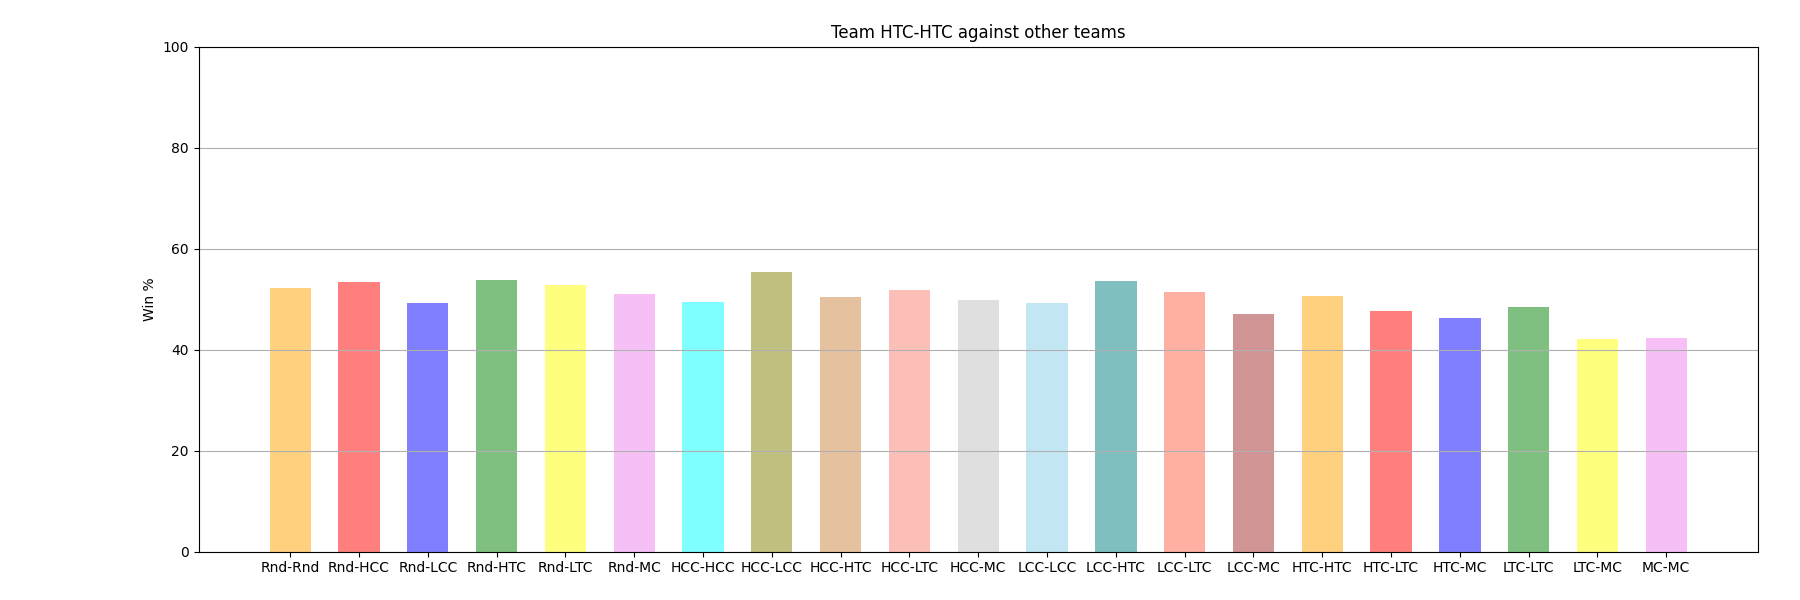 Team HTC-HTC against other teams
100
80
60
40
20
0
Win %
Rnd-Rnd Rnd-HCC Rnd-LCC Rnd-HTC Rnd-LTC Rnd-MC HCC-HCC HCC-LCC HCC-HTC HCC-LTC HCC-MC LCC-LCC LCC-HTC LCC-LTC LCC-MC HTC-HTC HTC-LTC HTC-MC LTC-LTC LTC-MC MC-MC